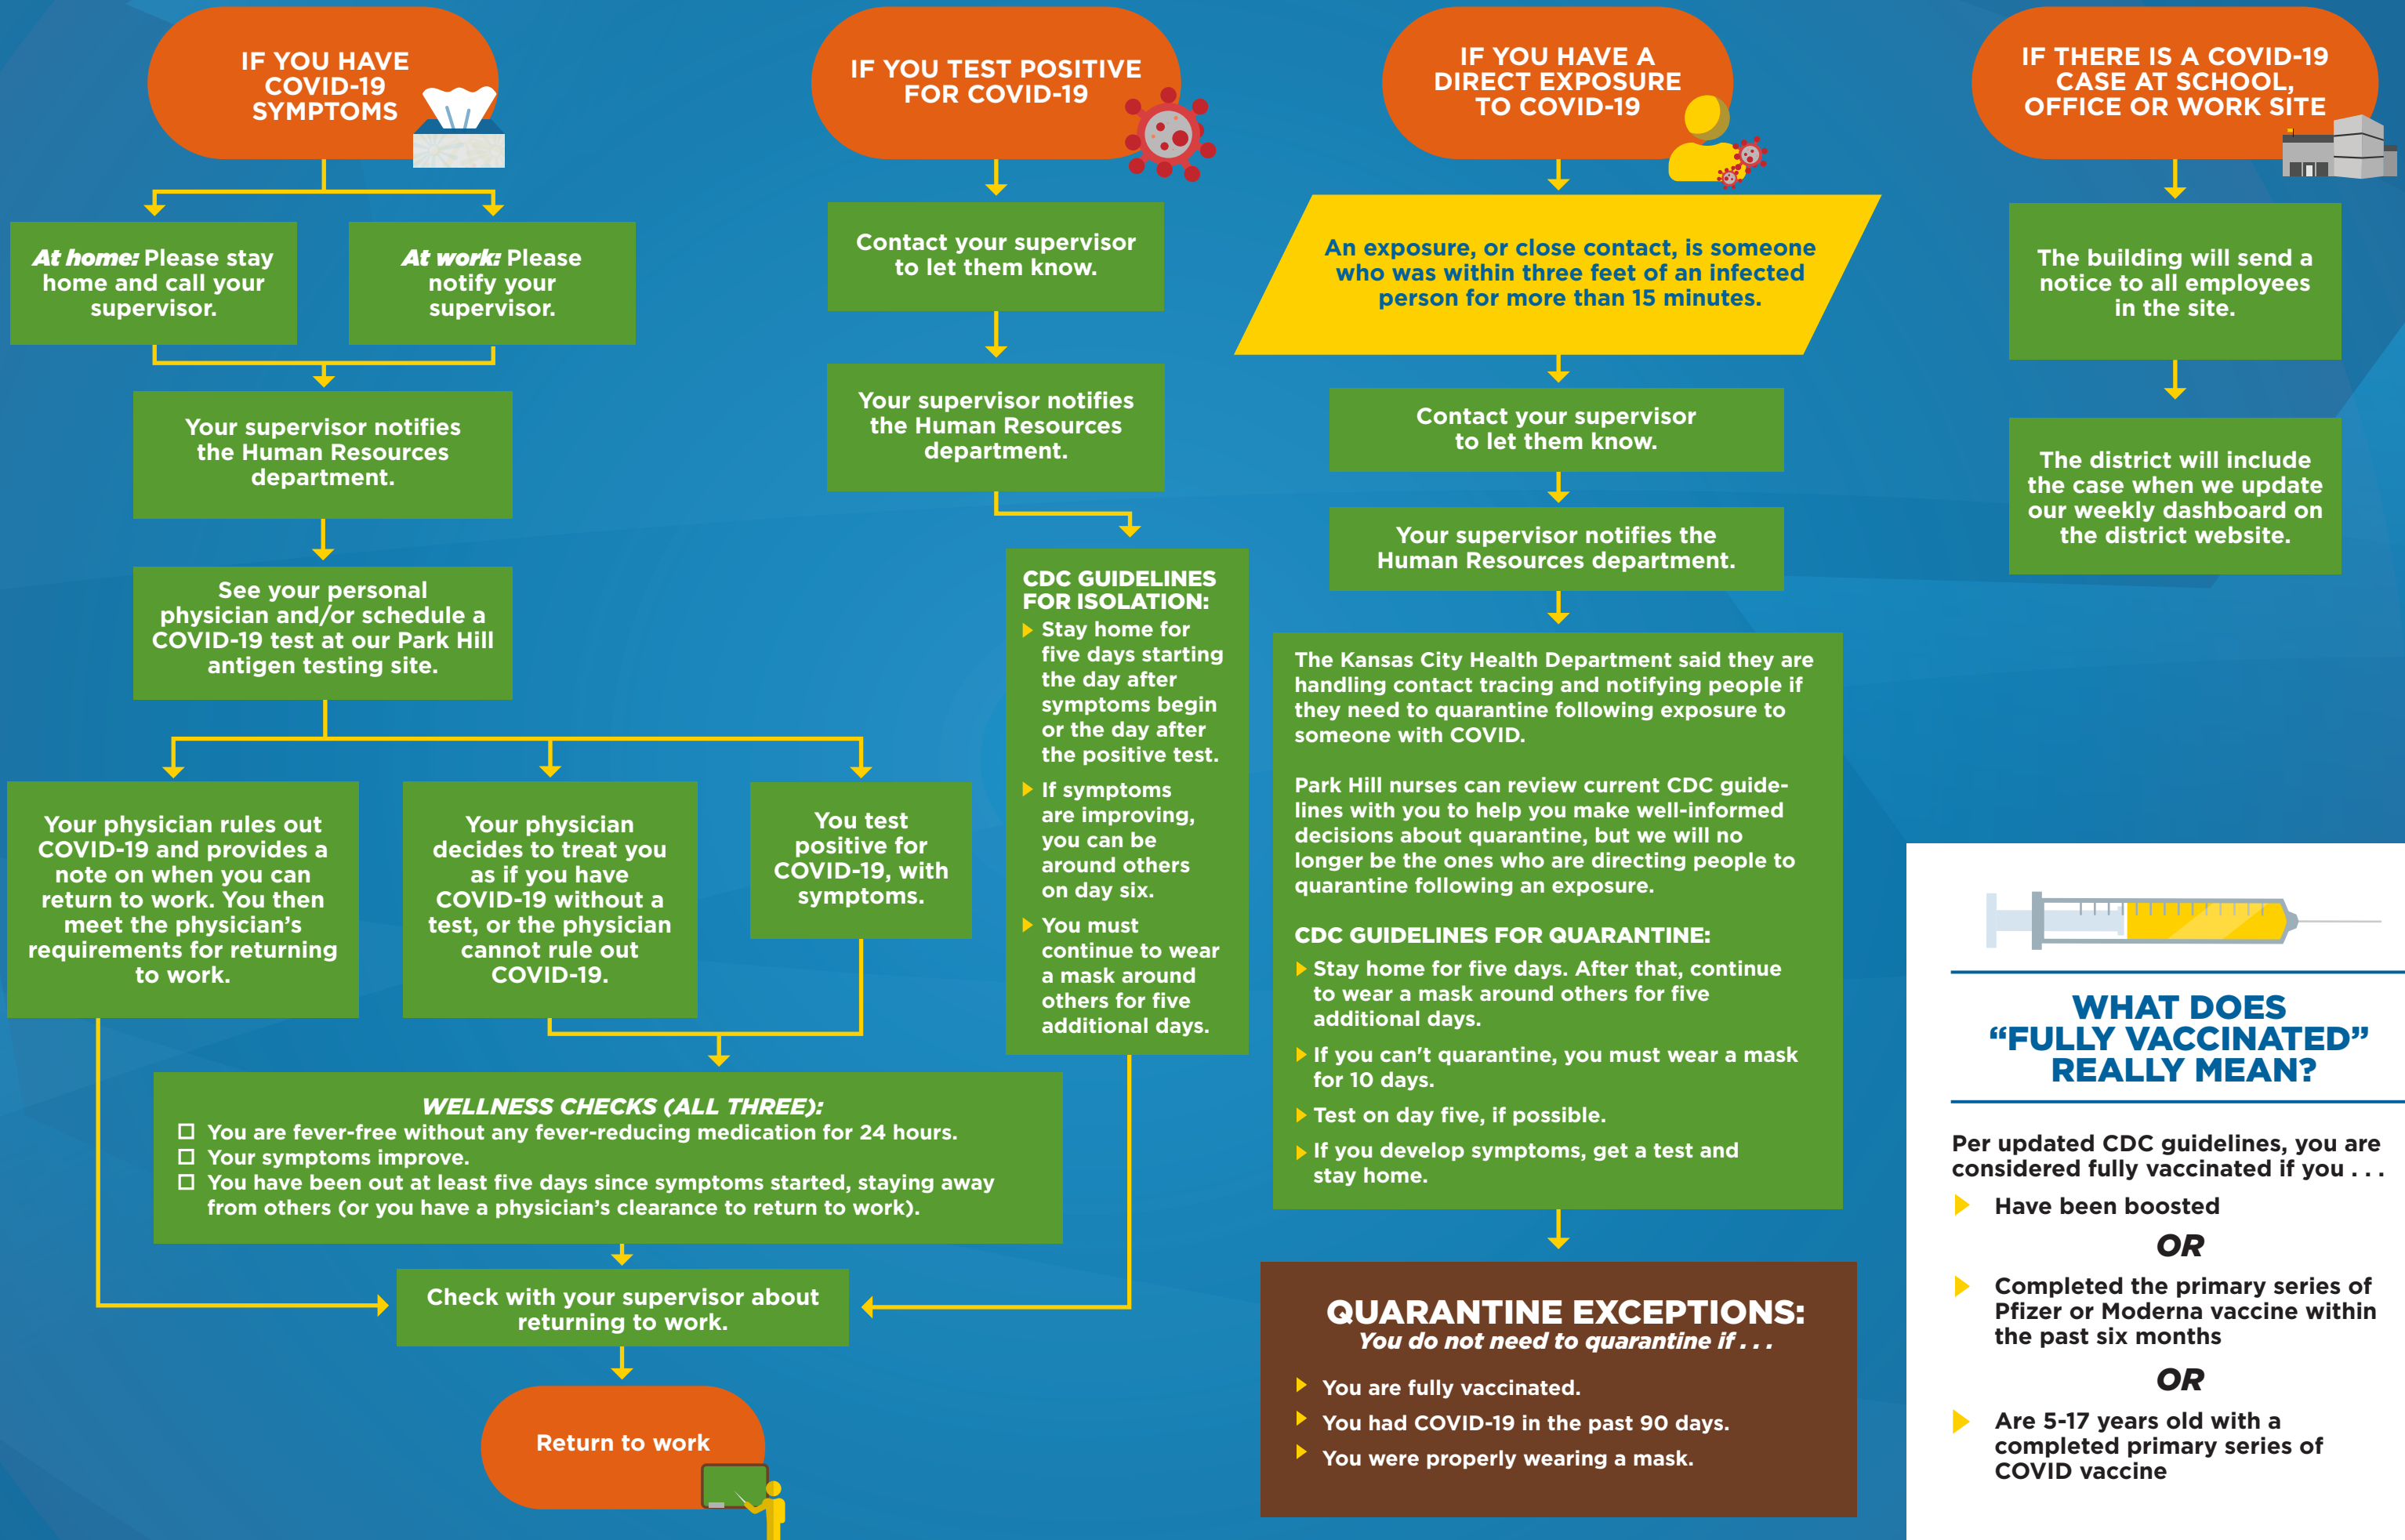 IF YOU HAVE
COVID-19
SYMPTOMS
At home: Please stay
home and call your
supervisor.
At work: Please
notify your
supervisor.
Your supervisor notifies
the Human Resources
department.
See your personal
physician and/or schedule a
COVID-19 test at our Park Hill
antigen testing site.
Your physician rules out
COVID-19 and provides a
note on when you can
return to work. You then
meet the physician’s
requirements for returning
to work.
Your physician
decides to treat you
as if you have
COVID-19 without a
test, or the physician
cannot rule out
COVID-19.
You test
positive for
COVID-19, with
symptoms.
WELLNESS CHECKS (ALL THREE):
You are fever-free without any fever-reducing medication for 24 hours.
Your symptoms improve.
You have been out at least five days since symptoms started, staying away
from others (or you have a physician’s clearance to return to work).
Check with your supervisor about
returning to work.
Return to work
IF YOU TEST POSITIVE
FOR COVID-19
Contact your supervisor
to let them know.
Your supervisor notifies
the Human Resources
department.
CDC GUIDELINES
FOR ISOLATION:
Stay home for
five days starting
the day after
symptoms begin
or the day after
the positive test.
If symptoms
are improving,
you can be
around others
on day six.
You must
continue to wear
a mask around
others for five
additional days.
IF YOU HAVE A
DIRECT EXPOSURE
TO COVID-19
An exposure, or close contact, is someone
who was within three feet of an infected
person for more than 15 minutes.
Contact your supervisor
to let them know.
Your supervisor notifies the
Human Resources department.
The Kansas City Health Department said they are
handling contact tracing and notifying people if
they need to quarantine following exposure to
someone with COVID.
Park Hill nurses can review current CDC guide-
lines with you to help you make well-informed
decisions about quarantine, but we will no
longer be the ones who are directing people to
quarantine following an exposure.
CDC GUIDELINES FOR QUARANTINE:
Stay home for five days. After that, continue
to wear a mask around others for five
additional days.
If you can't quarantine, you must wear a mask
for 10 days.
Test on day five, if possible.
If you develop symptoms, get a test and
stay home.
QUARANTINE EXCEPTIONS:
You do not need to quarantine if . . .
You are fully vaccinated.
You had COVID-19 in the past 90 days.
You were properly wearing a mask.
IF THERE IS A COVID-19
CASE AT SCHOOL,
OFFICE OR WORK SITE
The building will send a
notice to all employees
in the site.
The district will include
the case when we update
our weekly dashboard on
the district website.
WHAT DOES
“FULLY VACCINATED”
REALLY MEAN?
Per updated CDC guidelines, you are
considered fully vaccinated if you . . .
Have been boosted
OR
Completed the primary series of
Pfizer or Moderna vaccine within
the past six months
OR
Are 5-17 years old with a
completed primary series of
COVID vaccine